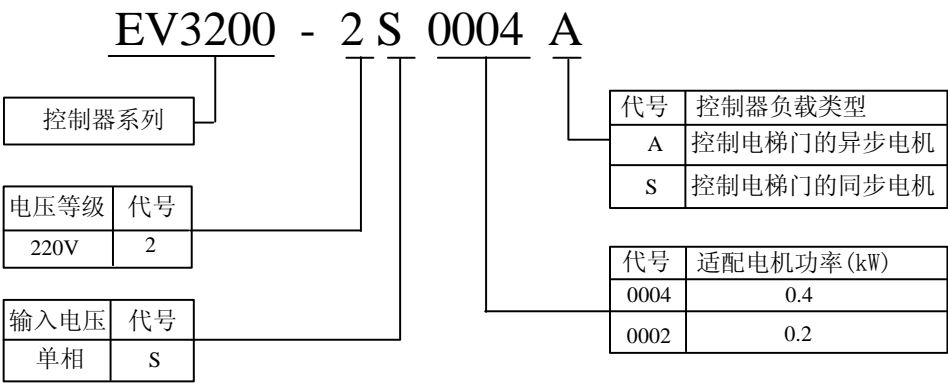 EV3200 - 2 S 0004 A
控制器系列
电压等级 代号
220V 2
输入电压 代号
单相 S
代号 控制器负载类型
A 控制电梯门的异步电机
S 控制电梯门的同步电机
代号 适配电机功率(kW)
0004 0.4
0002 0.2